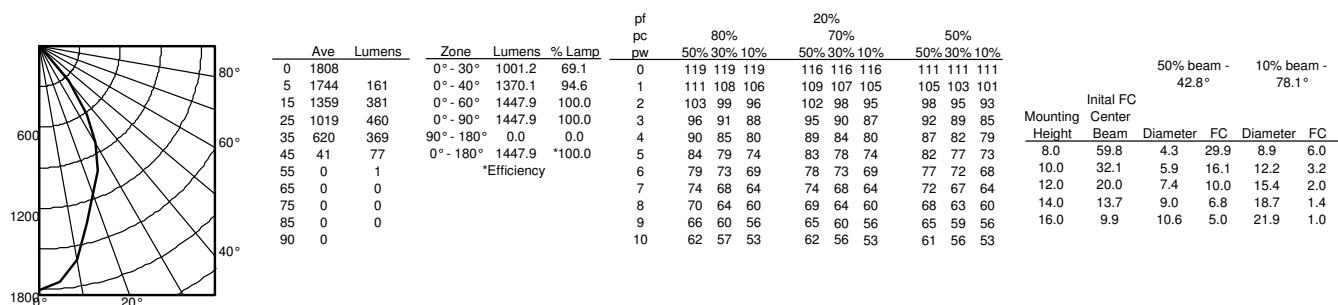 80°
60°
40°
600
1200
1800
0° 20°
Ave Lumens
0 1808
5 1744 161
15 1359 381
25 1019 460
35 620 369
45 41 77
55 0 1
65 0 0
75 0 0
85 0 0
90 0
Zone Lumens % Lamp
0° - 30° 1001.2 69.1
0° - 40° 1370.1 94.6
0° - 60° 1447.9 100.0
0° - 90° 1447.9 100.0
90° - 180° 0.0 0.0
0° - 180° 1447.9 *100.0
*Efficiency
pf 20%
pc 80% 70% 50%
pw 50% 30% 10% 50% 30% 10% 50% 30% 10%
0 119 119 119 116 116 116 111 111 111
1 111 108 106 109 107 105 105 103 101
2 103 99 96 102 98 95 98 95 93
3 96 91 88 95 90 87 92 89 85
4 90 85 80 89 84 80 87 82 79
5 84 79 74 83 78 74 82 77 73
6 79 73 69 78 73 69 77 72 68
7 74 68 64 74 68 64 72 67 64
8 70 64 60 69 64 60 68 63 60
9 66 60 56 65 60 56 65 59 56
10 62 57 53 62 56 53 61 56 53
50% beam - 10% beam -
42.8° 78.1°
Inital FC
Mounting Center
Height Beam Diameter FC Diameter FC
8.0 59.8 4.3 29.9 8.9 6.0
10.0 32.1 5.9 16.1 12.2 3.2
12.0 20.0 7.4 10.0 15.4 2.0
14.0 13.7 9.0 6.8 18.7 1.4
16.0 9.9 10.6 5.0 21.9 1.0